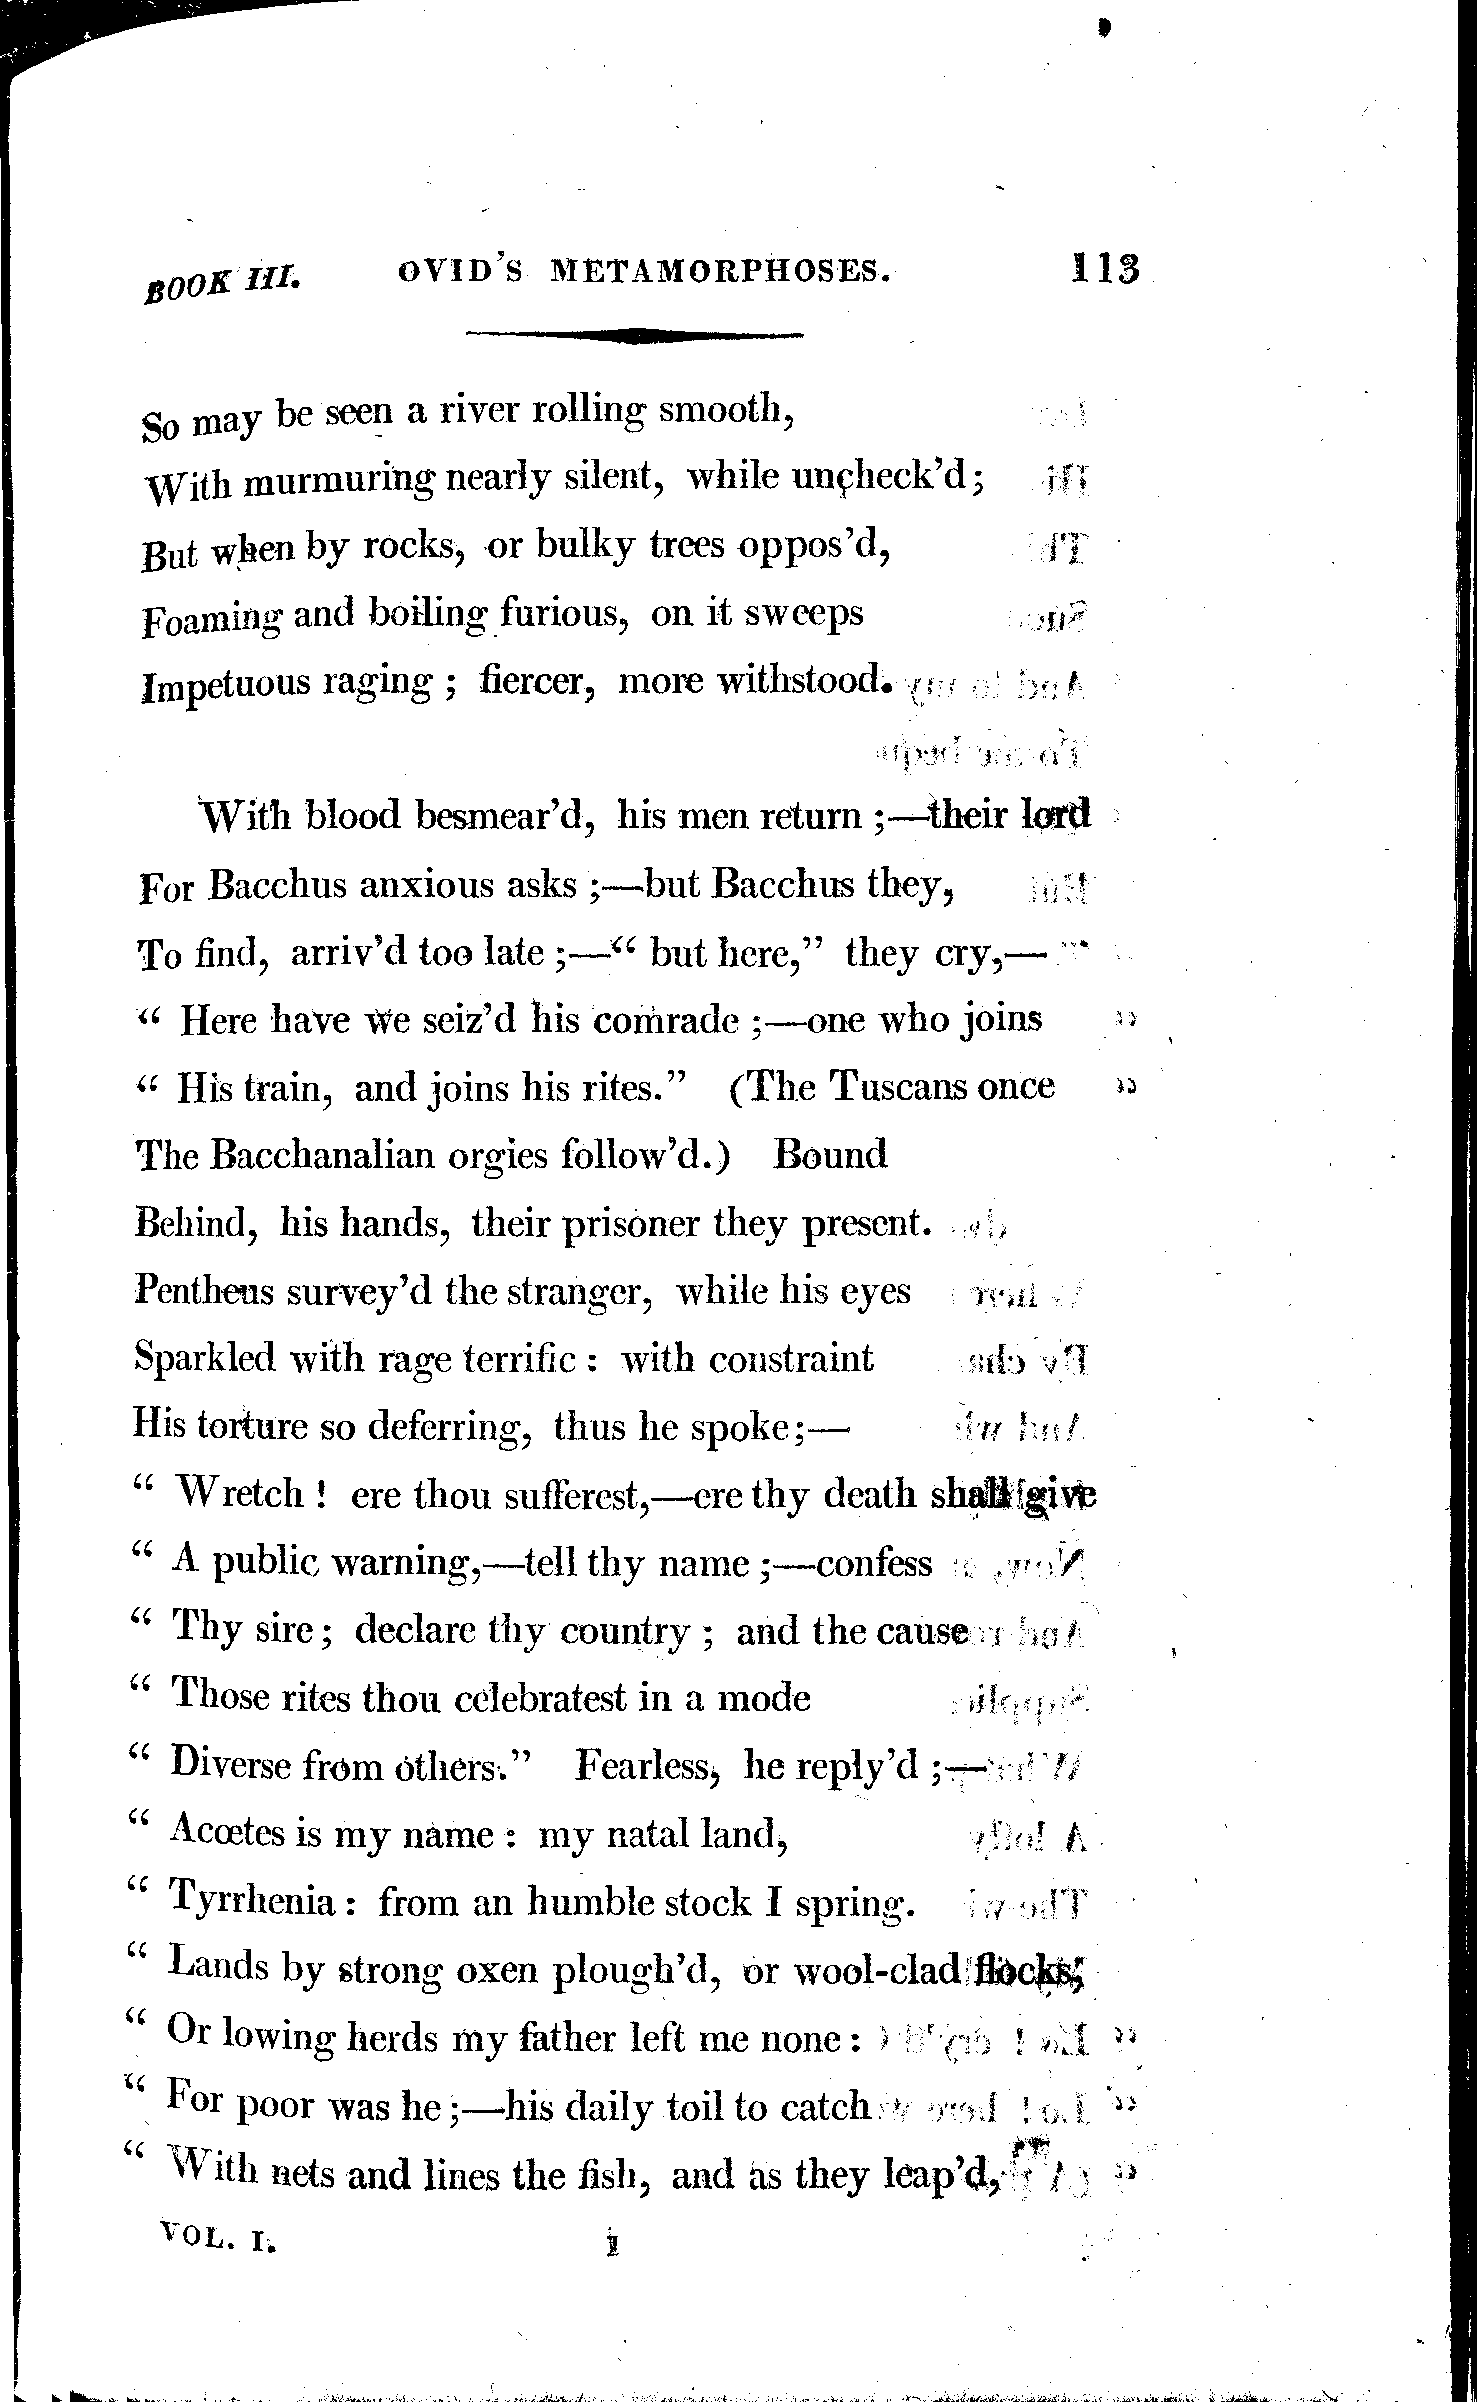 BOOK III. OVID'S METAMORPHOSES. 113
So may be seen a river rolling smooth,
With murmuring nearly silent, while uncheck'd;
But when by rocks, or bulky trees oppos'd,
Foaming and boiling furious, on it sweeps
Impetuous raging ; fiercer, more withstood.
With blood besmear'd, his men return ;—their lord
For Bacchus anxious asks ;—but Bacchus they,
To find, arriv'd too late ;—“ but here,” they cry,—
“ Here have we seiz'd his comrade ;—one who joins
“ His train, and joins his rites.” (The Tuscans once
The Bacchanalian orgies follow'd.) Bound
Behind, his hands, their prisoner they present.
Pentheus survey'd the stranger, while his eyes
Sparkled with rage terrific : with constraint
His torture so deferring, thus he spoke;—
“ Wretch ! ere thou sufferest,—ere thy death shall give
“ A public warning,—tell thy name ;—confess
“ Thy sire ; declare thy country ; and the cause
“ Those rites thou celebratest in a mode
“ Diverse from others.” Fearless, he reply'd ;—
“ Acœtes is my name : my natal land,
“ Tyrrhenia : from an humble stock I spring.
“ Lands by strong oxen plough'd, or wool-clad flocks,
“ Or lowing herds my father left me none :
“ For poor was he ;—his daily toil to catch
“ With nets and lines the fish, and as they leap'd,
VOL. I. I